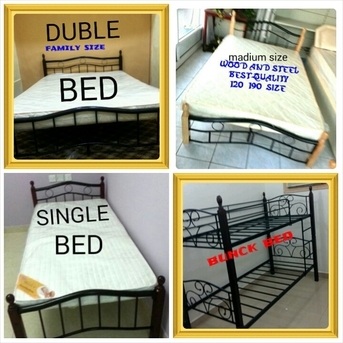 DUBLE
FAMILY SIZE
BED
madium size
WOOD AND STEEL
BEST QUALITY
120 190 SIZE
SINGLE
BED
BUNCK BED